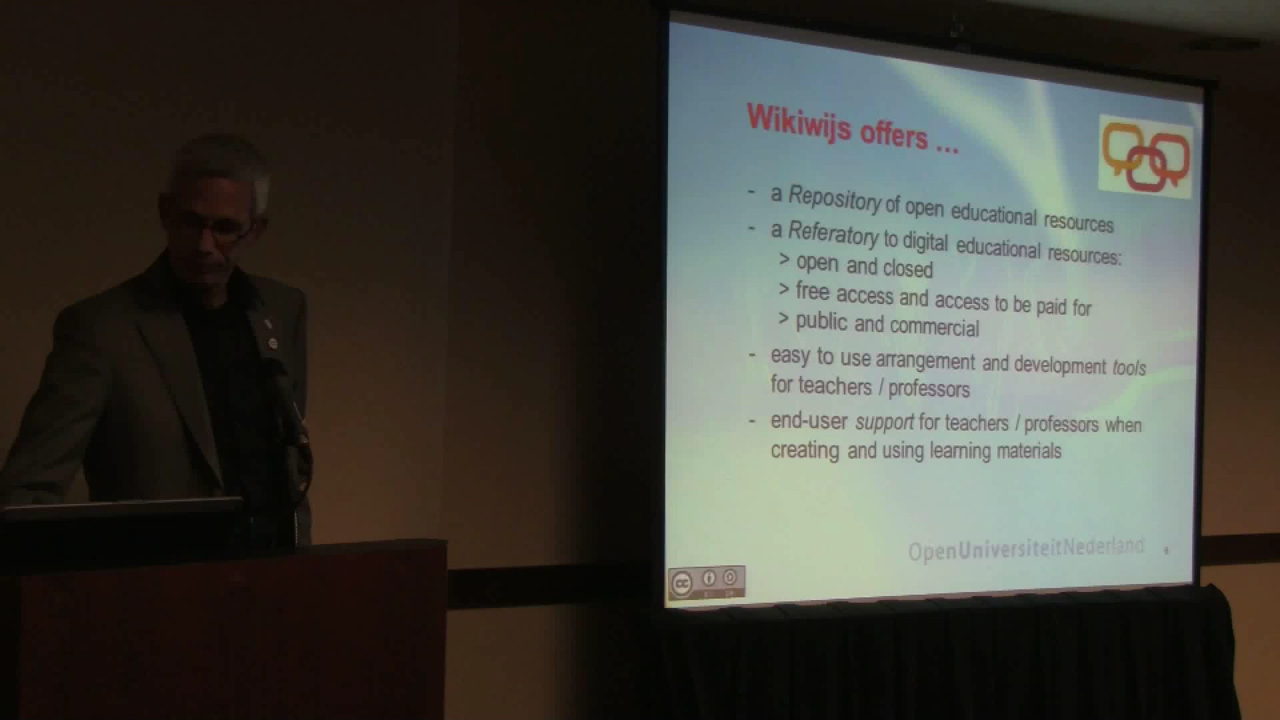 Wikiwijs offers ...
- a Repository of open educational resources
- a Referatory to digital educational resources:
> open and closed
> free access and access to be paid for
> public and commercial
- easy to use arrangement and development tools
for teachers / professors
- end-user support for teachers / professors when
creating and using learning materials
OpenUniversiteitNederland
cc